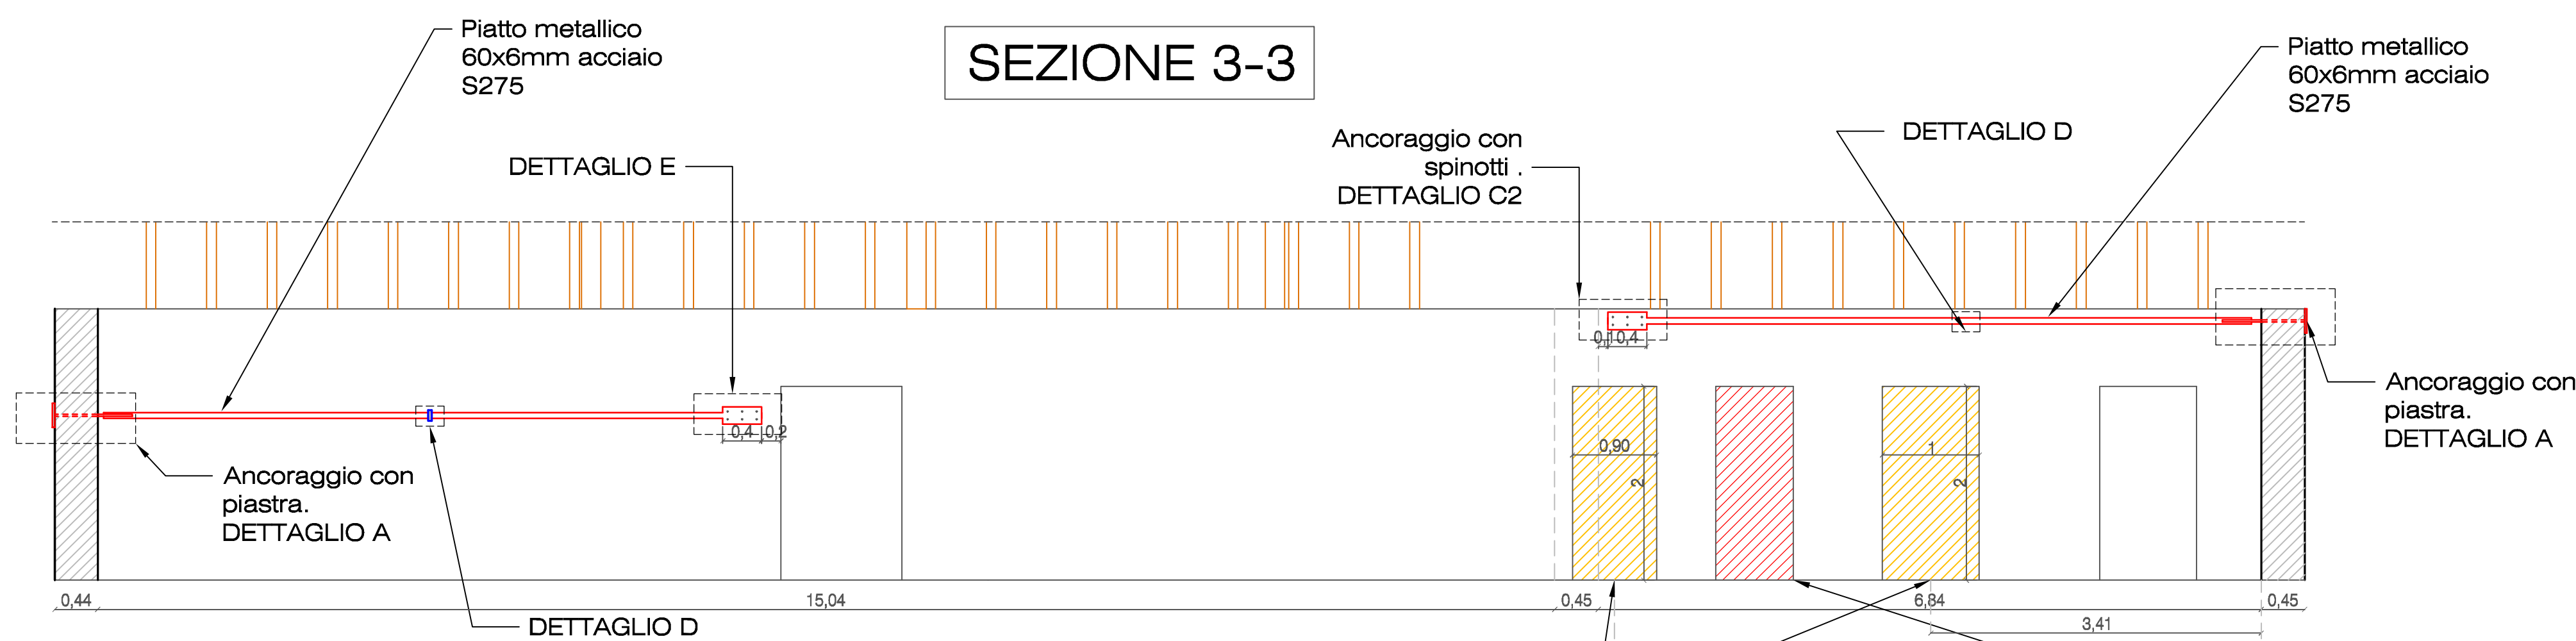 Piatto metallico
60x6mm acciaio
S275
SEZIONE 3-3
Piatto metallico
60x6mm acciaio
S275
DETTAGLIO E
Ancoraggio con
spinotti .
DETTAGLIO C2
DETTAGLIO D
0,1 0,4
Ancoraggio con
piastra.
DETTAGLIO A
0,4 0,2
0,90
2
1
2
Ancoraggio con
piastra.
DETTAGLIO A
0,44
15,04
0,45
6,84
0,45
DETTAGLIO D
3,41